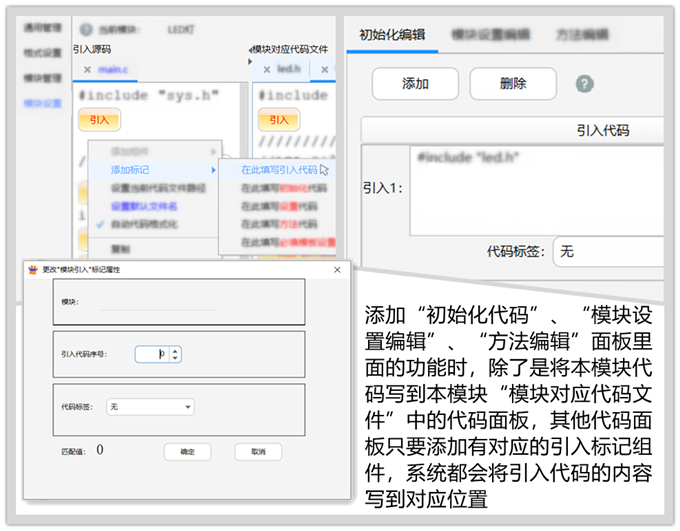 通用管理
格式设置
模块管理
模块设置
当前模块： LED灯
引入源码
main.c
#include "sys.h"
引入
添加组件
添加标记
设置当前代码文件路径
设置默认文件名
自动代码格式化
复制
模块对应代码文件
led.h
#include
引入
//////////
在此填写引入代码
在此填写初始化代码
在此填写设置代码
在此填写方法代码
在此填写必填模板设置
初始化编辑 模块设置编辑 方法编辑
添加 删除
引入代码
引入1：
#include "led.h"
代码标签： 无
更改"模块引入"标记属性
模块：
引入代码序号： 0
代码标签： 无
匹配值： 0 确定 取消
添加“初始化代码”、“模块设
置编辑”、“方法编辑”面板里
面的功能时，除了是将本模块代
码写到本模块“模块对应代码文
件”中的代码面板，其他代码面
板只要添加有对应的引入标记组
件，系统都会将引入代码的内容
写到对应位置